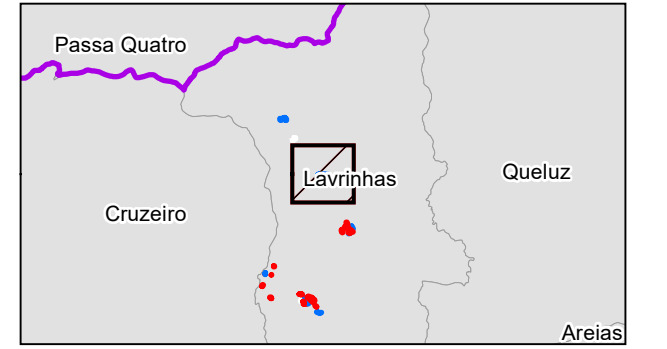 Passa Quatro
Queluz
Lavrinhas
Cruzeiro
Areias